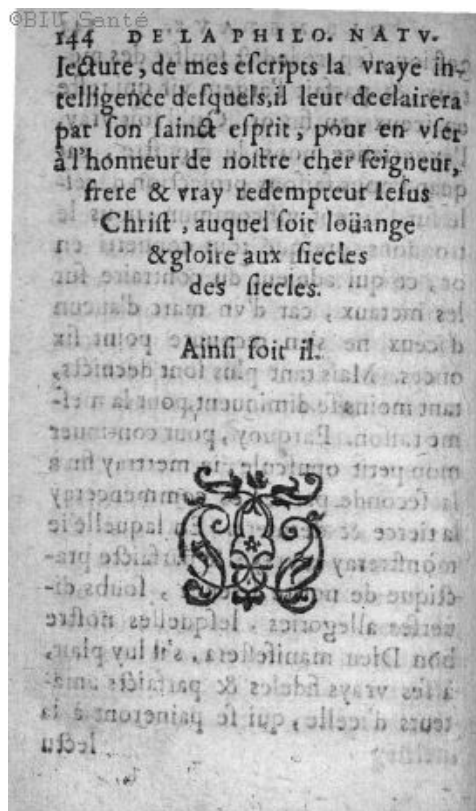 ©BIU Santé
144 DE LA PHILO. NATV.
lecture, de mes eſcripts la vraye in-
telligence deſquels, il leur declairera
par ſon ſainct eſprit, pour en vſer
à l'honneur de noſtre cher ſeigneur,
frere & vray redempteur Ieſus
Chriſt, auquel ſoit loüange
& gloire aux ſiecles
des ſiecles.
Ainſi ſoit il.